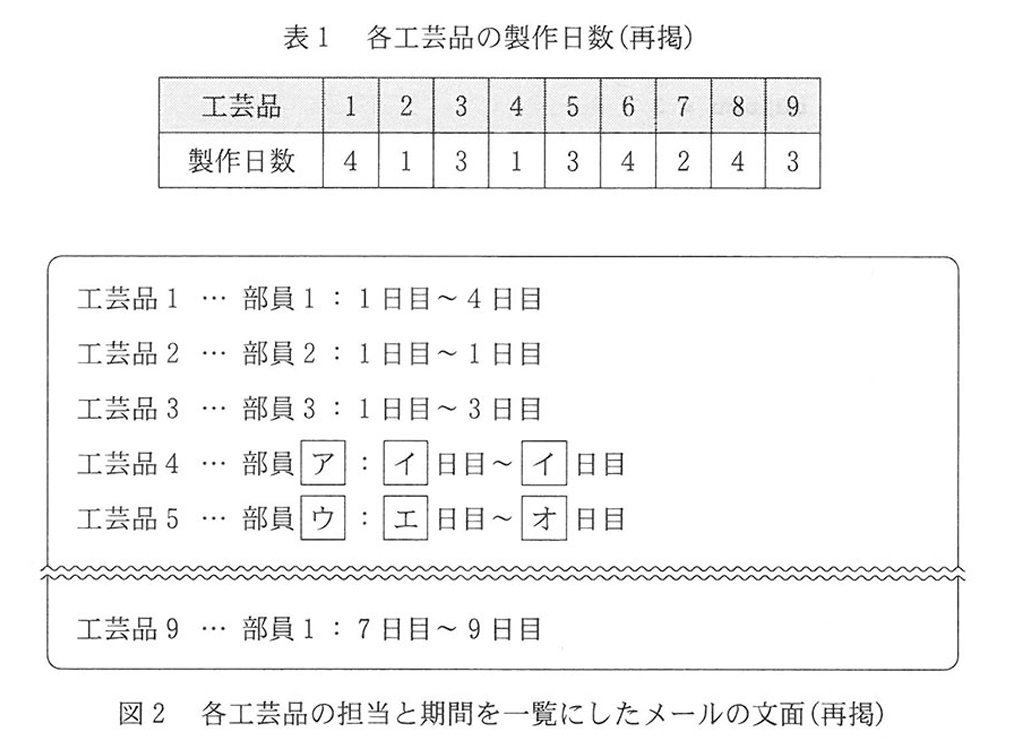 表1　各工芸品の製作日数(再掲)
工芸品 1 2 3 4 5 6 7 8 9
製作日数 4 1 3 1 3 4 2 4 3
工芸品1 … 部員1：1日目～4日目
工芸品2 … 部員2：1日目～1日目
工芸品3 … 部員3：1日目～3日目
工芸品4 … 部員 ア ： イ 日目～ イ 日目
工芸品5 … 部員 ウ ： エ 日目～ オ 日目
工芸品9 … 部員1：7日目～9日目
図2　各工芸品の担当と期間を一覧にしたメールの文面(再掲)